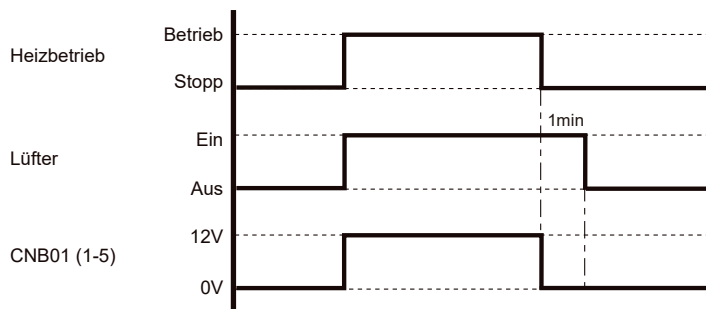 Heizbetrieb
Betrieb
Stopp
1min
Lüfter
Ein
Aus
CNB01 (1-5)
12V
0V